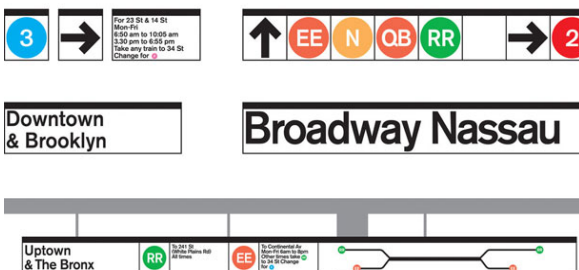 3
For 23 St & 14 St
Mon-Fri
6:50 am to 10:05 am
3.30 pm to 6:55 pm
Take any train to 34 St
Change for
EE N QB RR 2
Downtown
& Brooklyn
Broadway Nassau
Uptown
& The Bronx
RR
To 241 St
(White Plains Rd)
All times
EE
To Continental Av
Mon-Fri 6am to 8pm
Other times take
to 34 St Change
for